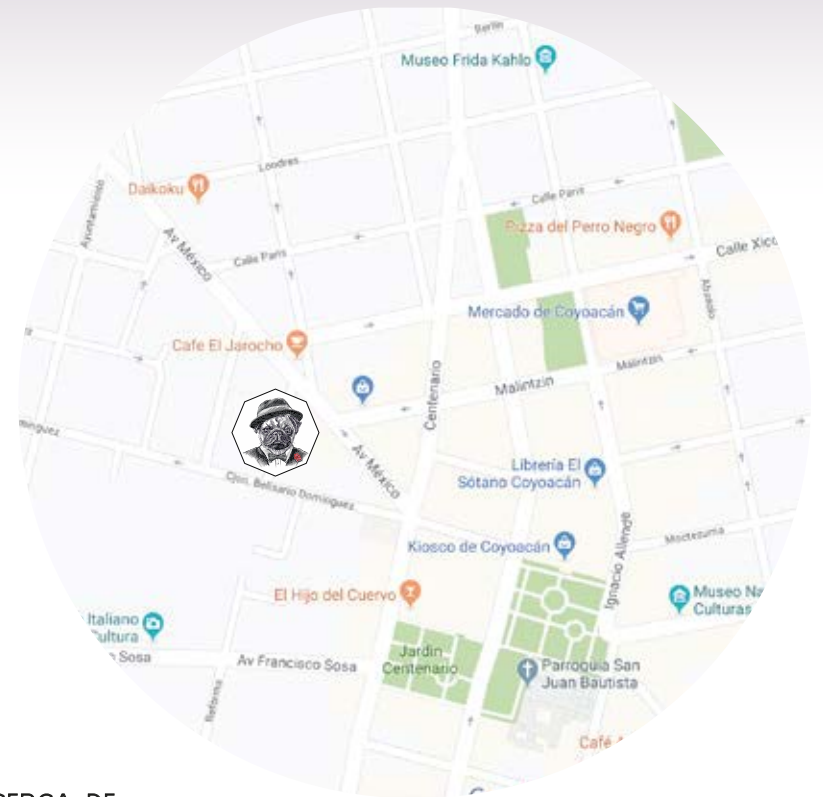 Berlín
Museo Frida Kahlo
Londres
Daikoku
Calle Paris
Ayuntamiento
Pizza del Perro Negro
Av México
Calle Paris
Calle Xico
Abasolo
Mercado de Coyoacán
Cafe El Jarocho
Malintzin
Malintzin
Centenario
Av México
Librería El
Sótano Coyoacán
Cjon. Belisario Domínguez
Ignacio Allende
Moctezuma
Kiosco de Coyoacán
El Hijo del Cuervo
Museo Na
Culturas
Italiano
Cultura
Sosa
Av Francisco Sosa
Jardín
Centenario
Parroquia San
Juan Bautista
Reforma
Café
CERCA DE